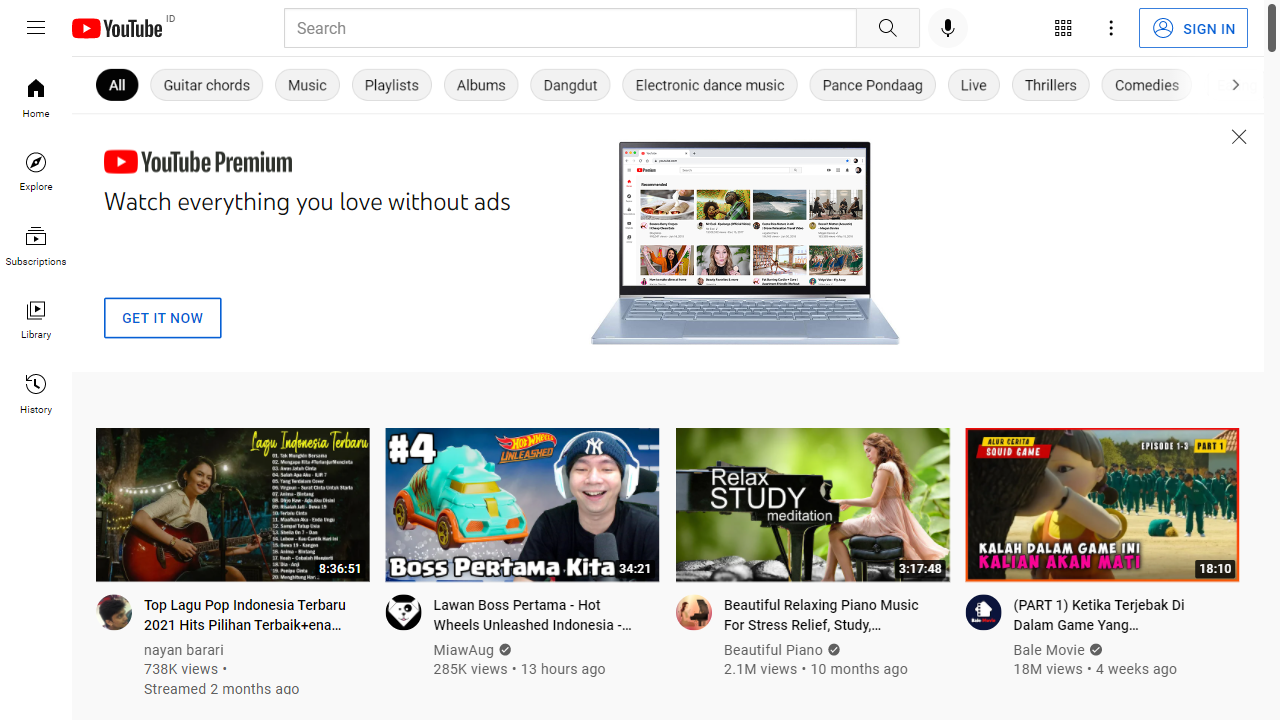 YouTube ID
Search
SIGN IN
All
Guitar chords
Music
Playlists
Albums
Dangdut
Electronic dance music
Pance Pondaag
Live
Thrillers
Comedies
Home
Explore
Subscriptions
Library
History
YouTube Premium
Watch everything you love without ads
GET IT NOW
Recommended
Lagu Indonesia Terbaru
8:36:51
#4
HOT WHEELS
UNLEASHED
BOSS PERTAMA KITA
34:21
Relax
STUDY
meditation
3:17:48
ALUR CERITA
SQUID GAME
EPISODE 1-3 PART 1
KALAH DALAM GAME INI
KALIAN AKAN MATI
18:10
Top Lagu Pop Indonesia Terbaru
2021 Hits Pilihan Terbaik+ena...
nayan barari
738K views •
Streamed 2 months ago
Lawan Boss Pertama - Hot
Wheels Unleashed Indonesia -...
MiawAug
285K views • 13 hours ago
Beautiful Relaxing Piano Music
For Stress Relief, Study,...
Beautiful Piano
2.1M views • 10 months ago
Bale Movie
(PART 1) Ketika Terjebak Di
Dalam Game Yang...
Bale Movie
18M views • 4 weeks ago